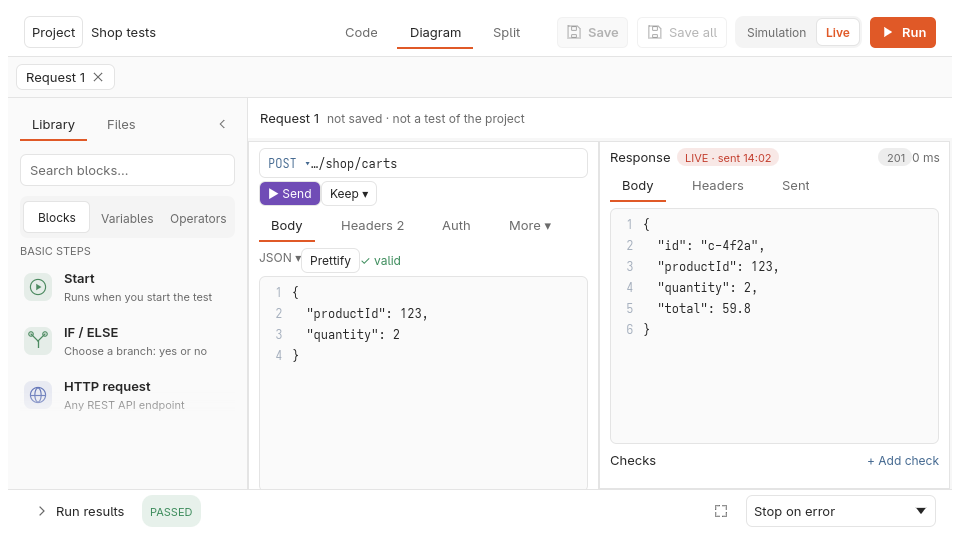 Project Shop tests Code Diagram Split Save Save all Simulation Live Run
Request 1
Library Files
Search blocks...
Blocks Variables Operators
BASIC STEPS
Start
Runs when you start the test
IF / ELSE
Choose a branch: yes or no
HTTP request
Any REST API endpoint
Request 1 not saved · not a test of the project
POST ▾…/shop/carts
Send Keep ▾
Body Headers 2 Auth More ▾
JSON ▾ Prettify ✓ valid
1 {
2 "productId": 123,
3 "quantity": 2
4 }
Response LIVE · sent 14:02 201 0 ms
Body Headers Sent
1 {
2 "id": "c-4f2a",
3 "productId": 123,
4 "quantity": 2,
5 "total": 59.8
6 }
Checks + Add check
Run results PASSED Stop on error